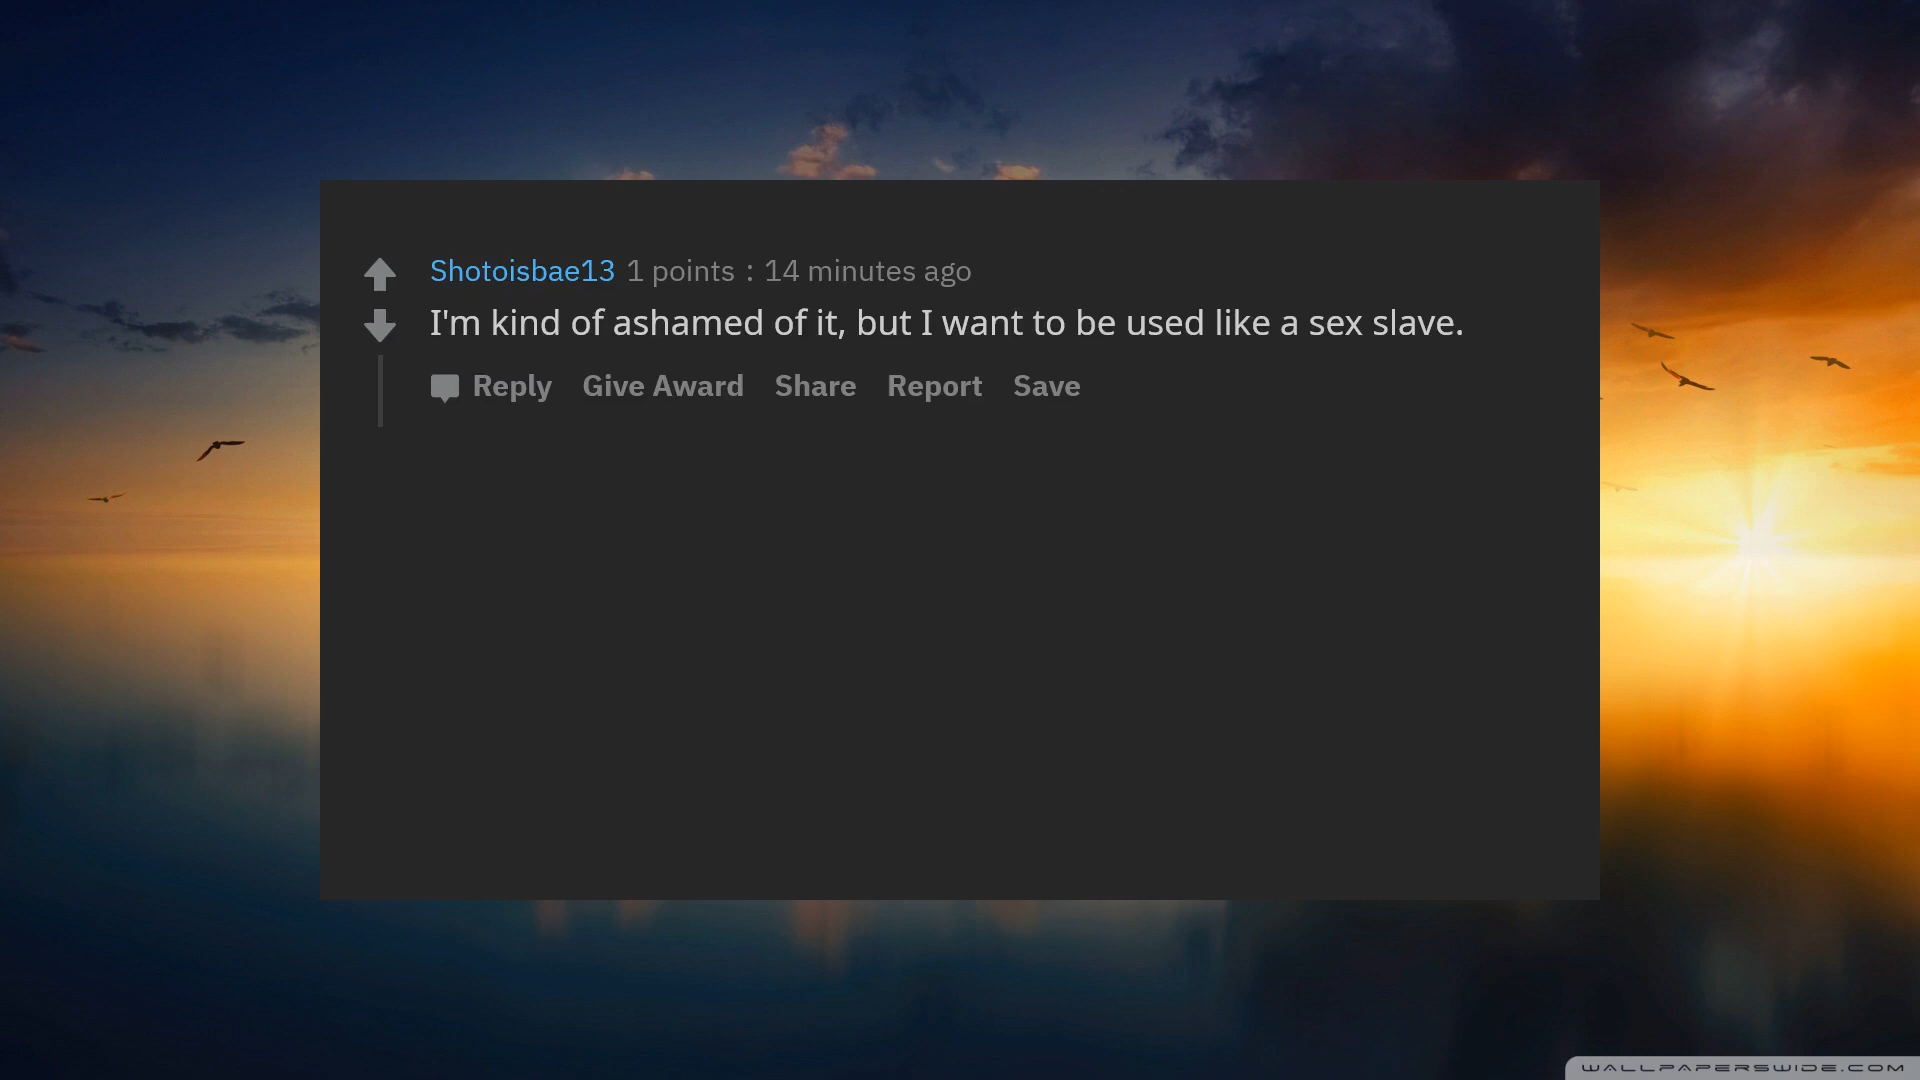 Shotoisbae13 1 points : 14 minutes ago
I'm kind of ashamed of it, but I want to be used like a sex slave.
Reply Give Award Share Report Save
WALLPAPERSWIDE.COM